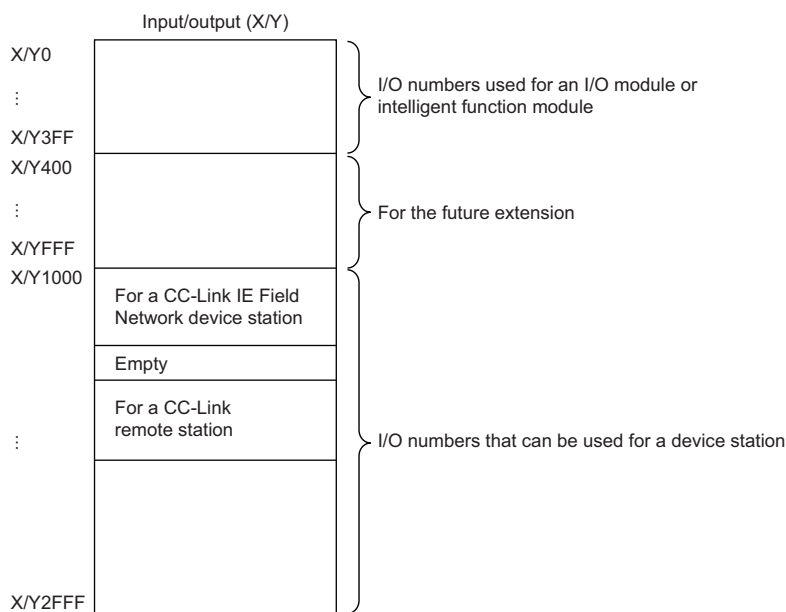 Input/output (X/Y)
X/Y0
⋮
X/Y3FF
I/O numbers used for an I/O module or
intelligent function module
X/Y400
⋮
X/YFFF
For the future extension
X/Y1000
For a CC-Link IE Field
Network device station
Empty
For a CC-Link
remote station
⋮
I/O numbers that can be used for a device station
X/Y2FFF